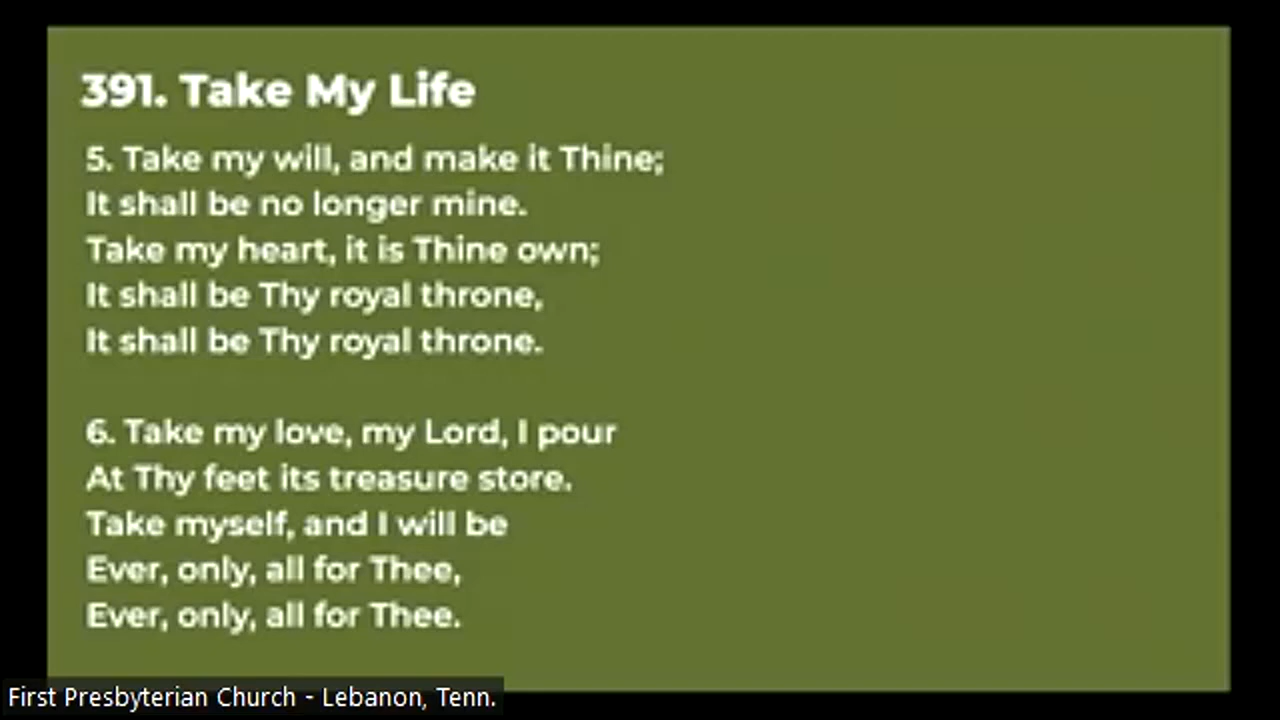 391. Take My Life
5. Take my will, and make it Thine;
It shall be no longer mine.
Take my heart, it is Thine own;
It shall be Thy royal throne,
It shall be Thy royal throne.
6. Take my love, my Lord, I pour
At Thy feet its treasure store.
Take myself, and I will be
Ever, only, all for Thee,
Ever, only, all for Thee.
First Presbyterian Church - Lebanon, Tenn.